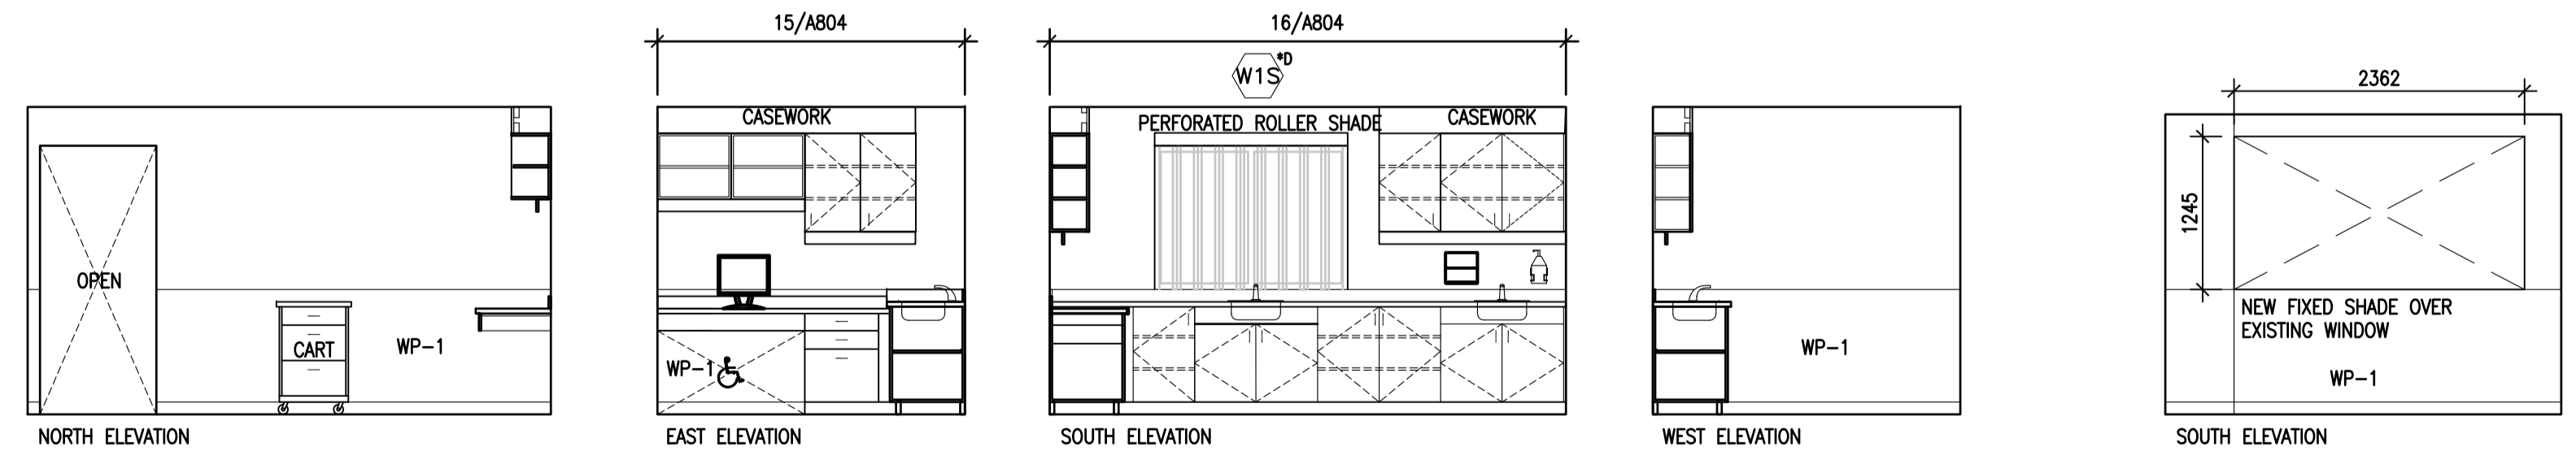 15/A804
16/A804
W1S *D
2362
1245
CASEWORK
PERFORATED ROLLER SHADE
CASEWORK
OPEN
CART
WP-1
WP-1
WP-1
NEW FIXED SHADE OVER
EXISTING WINDOW
WP-1
NORTH ELEVATION
EAST ELEVATION
SOUTH ELEVATION
WEST ELEVATION
SOUTH ELEVATION